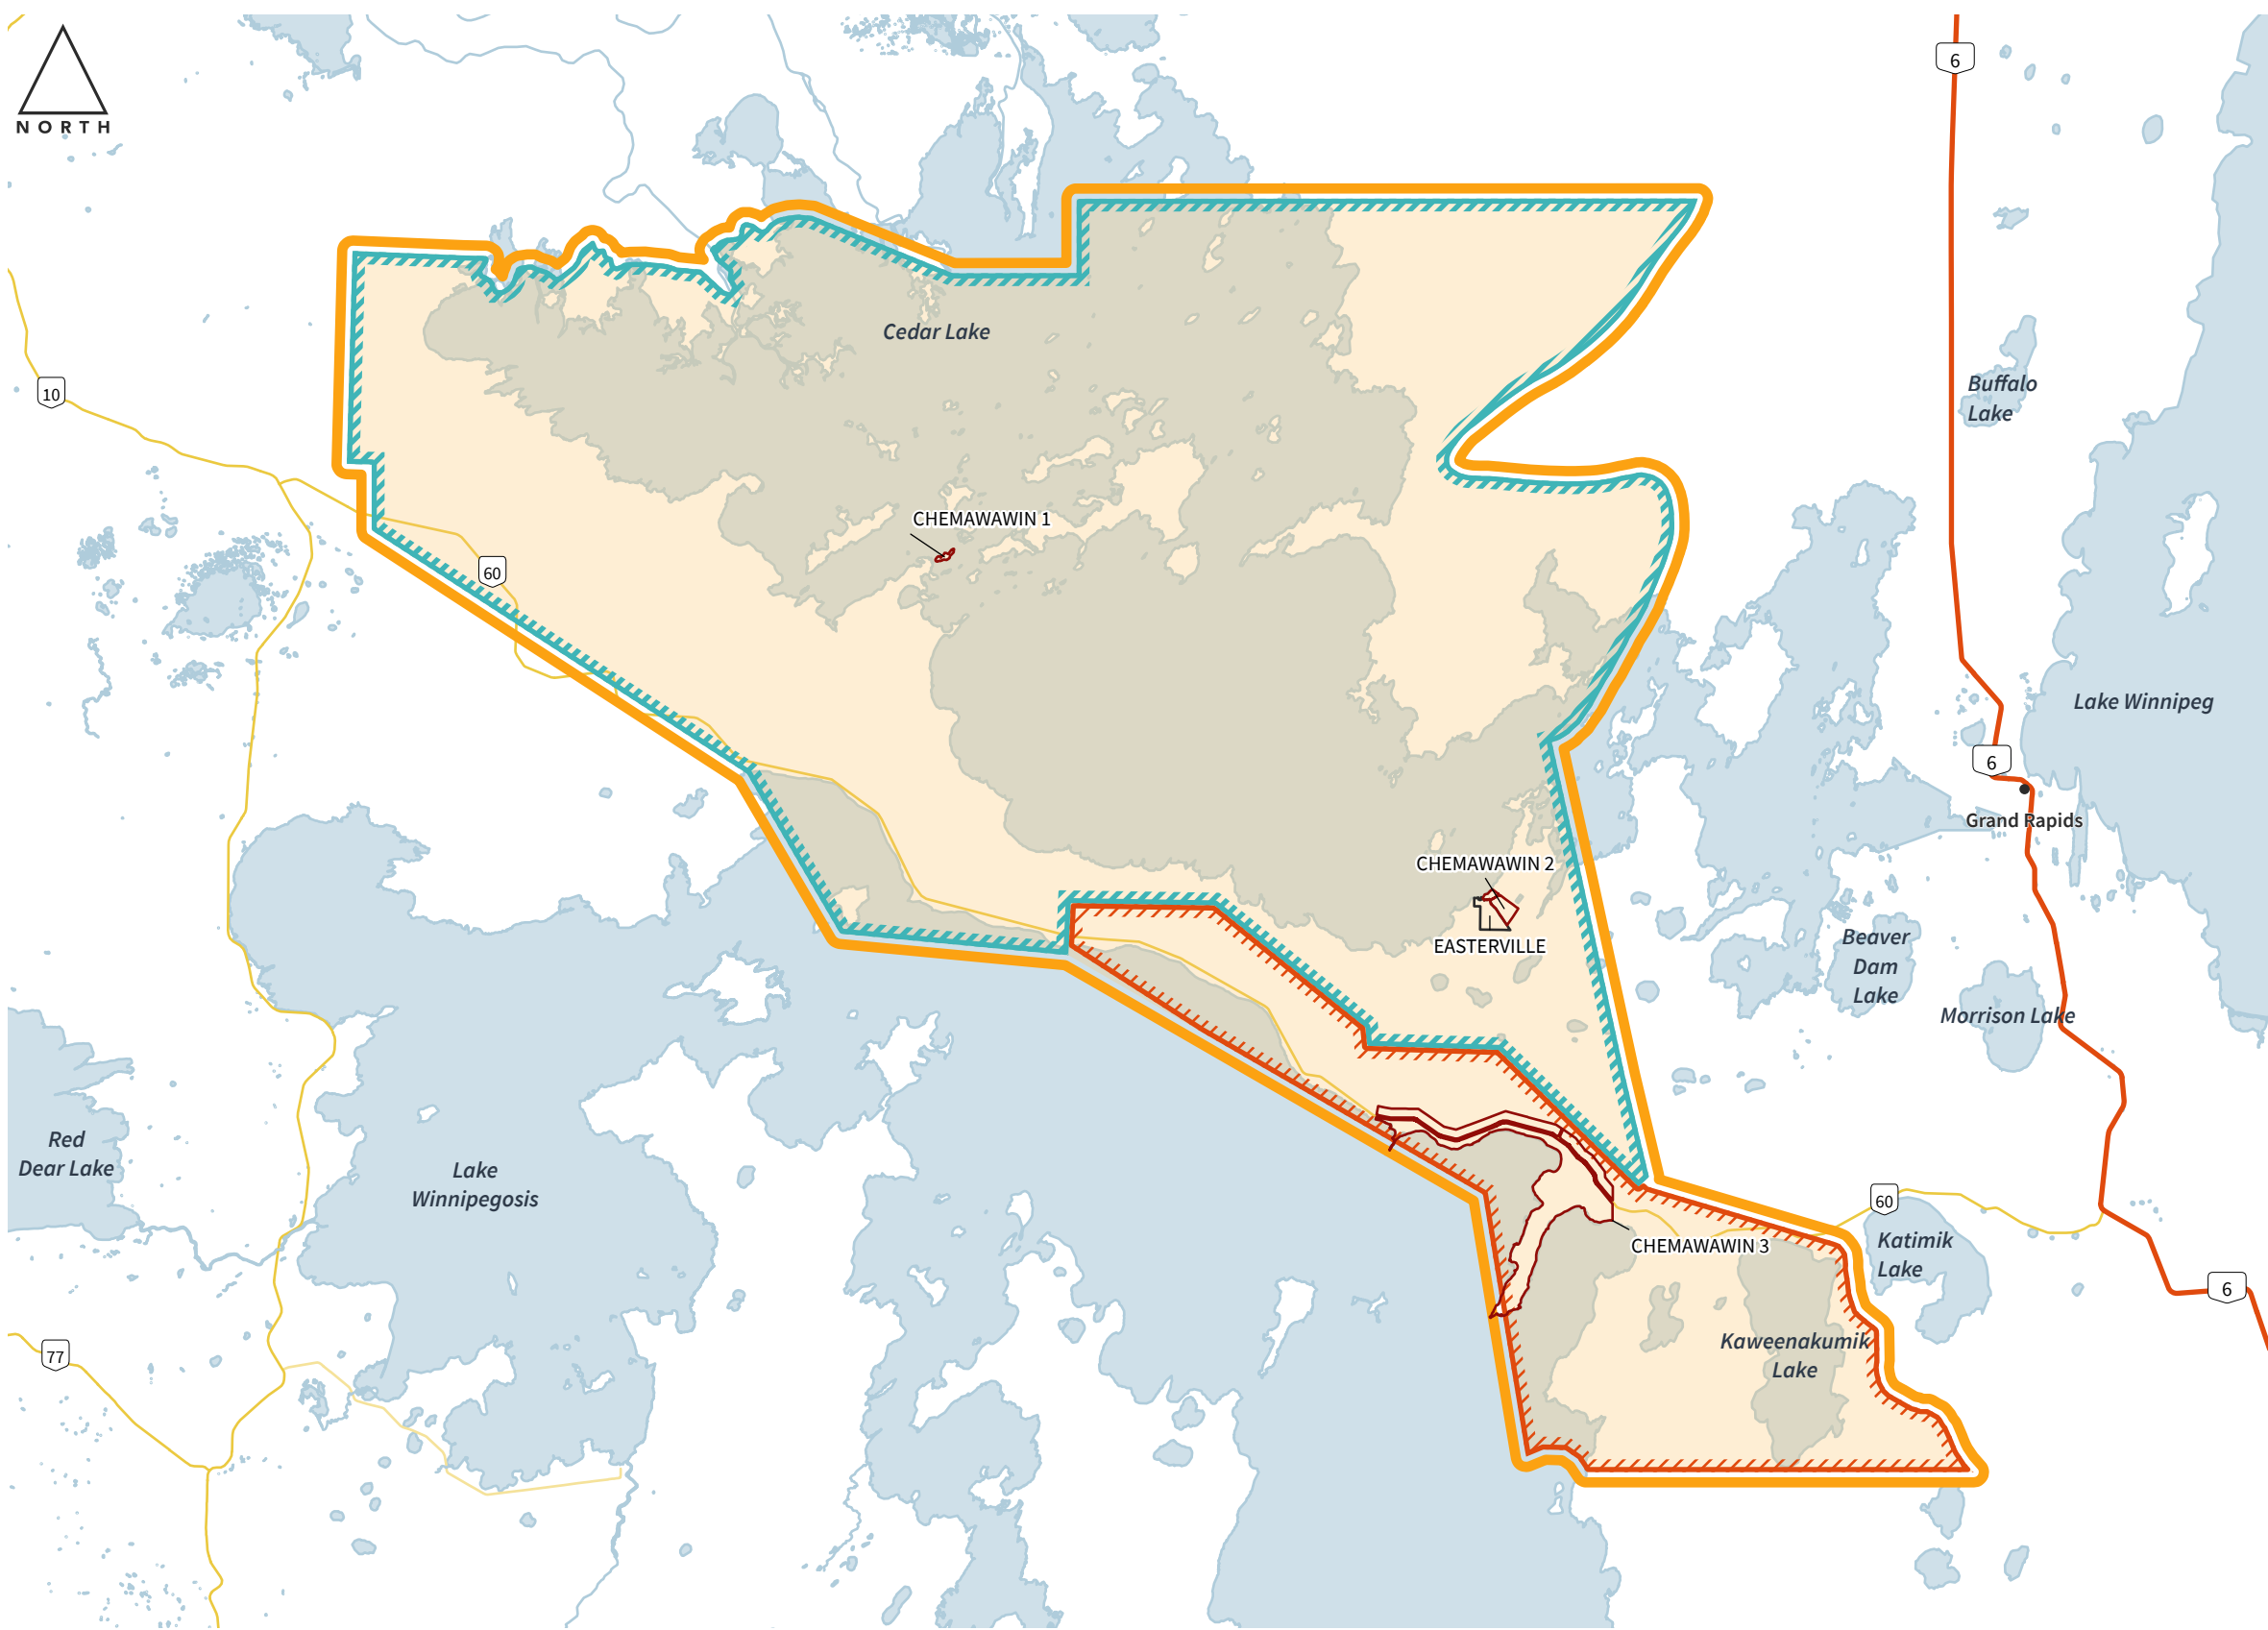 6
NORTH
Cedar Lake
10
Buffalo
Lake
CHEMAWAWIN 1
60
Lake Winnipeg
6
Grand Rapids
CHEMAWAWIN 2
EASTERVILLE
Beaver
Dam
Lake
Morrison Lake
Red
Dear Lake
Lake
Winnipegosis
60
CHEMAWAWIN 3
Katimik
Lake
6
Kaweenakumik
Lake
77